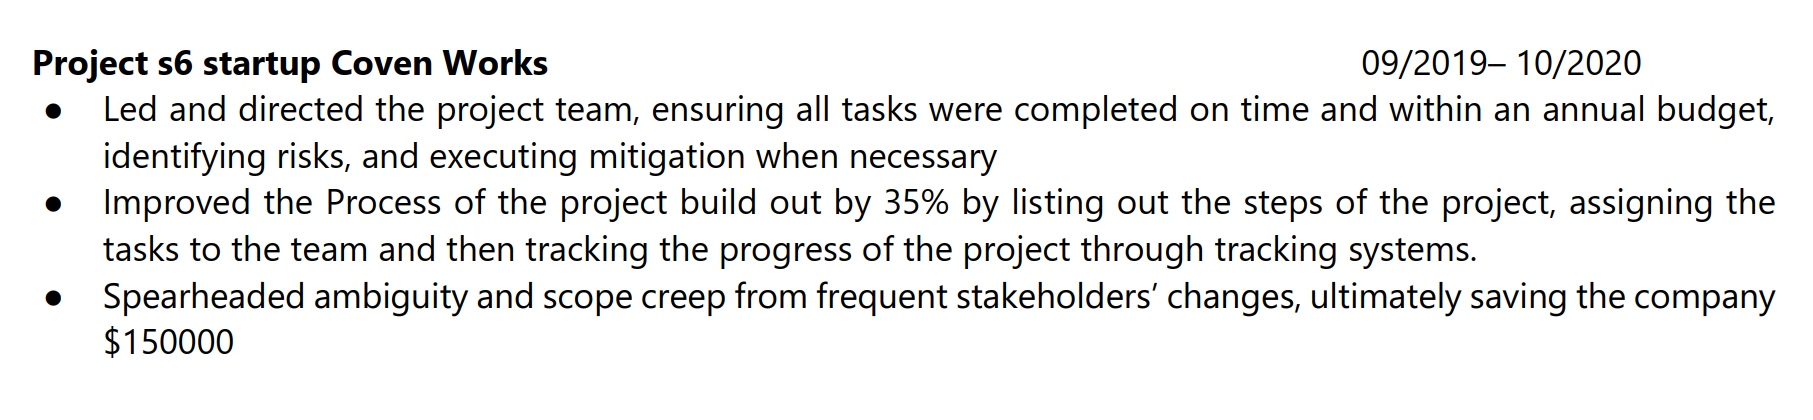 Project s6 startup Coven Works 09/2019– 10/2020
● Led and directed the project team, ensuring all tasks were completed on time and within an annual budget,
identifying risks, and executing mitigation when necessary
● Improved the Process of the project build out by 35% by listing out the steps of the project, assigning the
tasks to the team and then tracking the progress of the project through tracking systems.
● Spearheaded ambiguity and scope creep from frequent stakeholders’ changes, ultimately saving the company
$150000